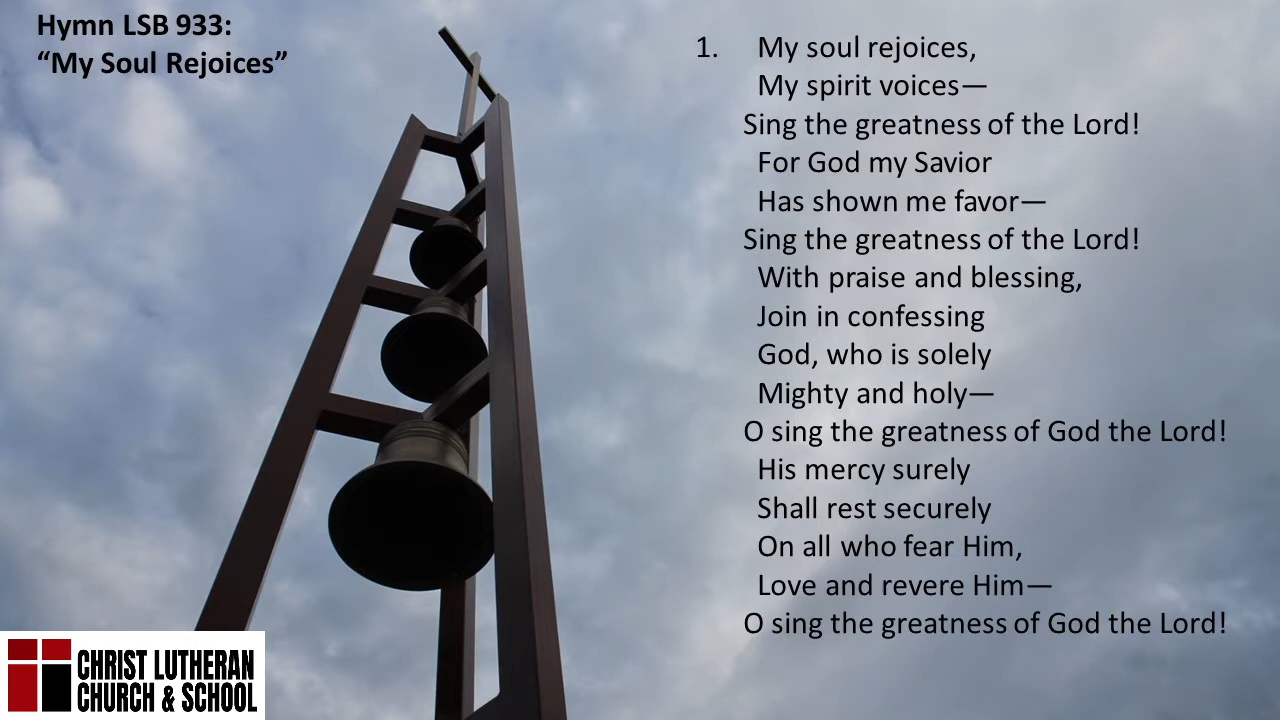 Hymn LSB 933:
“My Soul Rejoices”
1. My soul rejoices,
My spirit voices—
Sing the greatness of the Lord!
For God my Savior
Has shown me favor—
Sing the greatness of the Lord!
With praise and blessing,
Join in confessing
God, who is solely
Mighty and holy—
O sing the greatness of God the Lord!
His mercy surely
Shall rest securely
On all who fear Him,
Love and revere Him—
O sing the greatness of God the Lord!
CHRIST LUTHERAN
CHURCH & SCHOOL